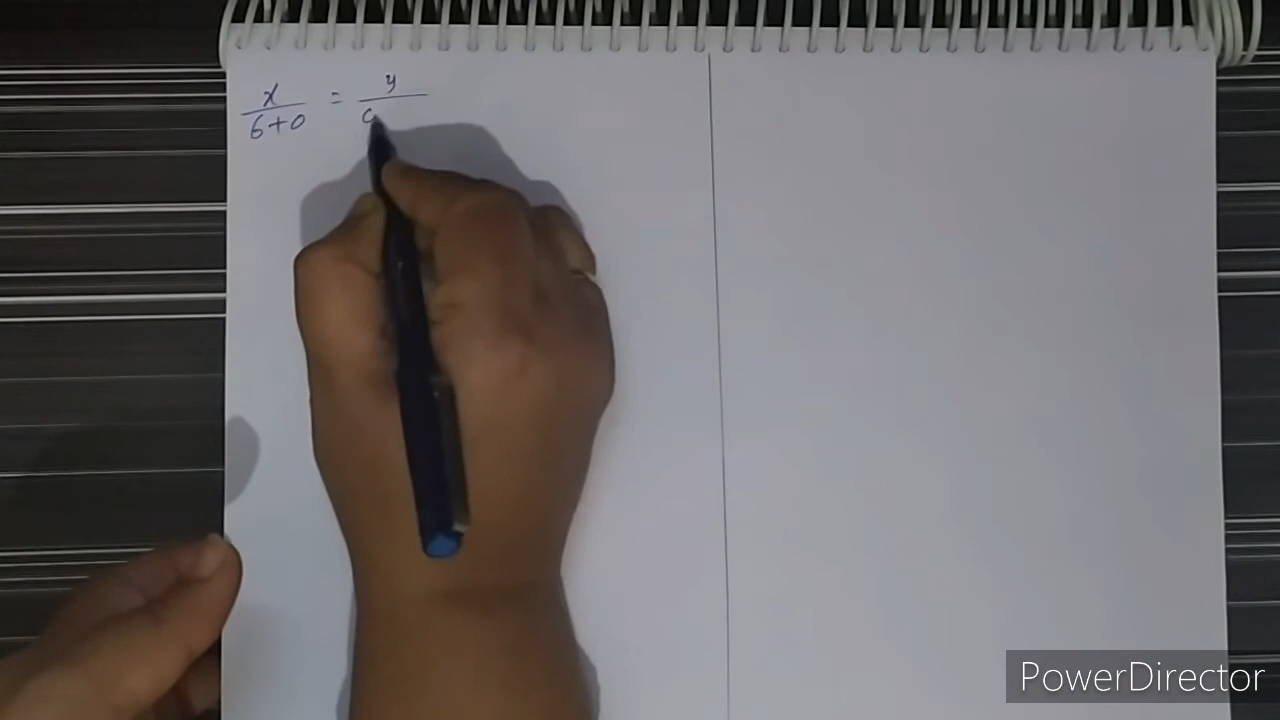 x/6+0 = y/
PowerDirector